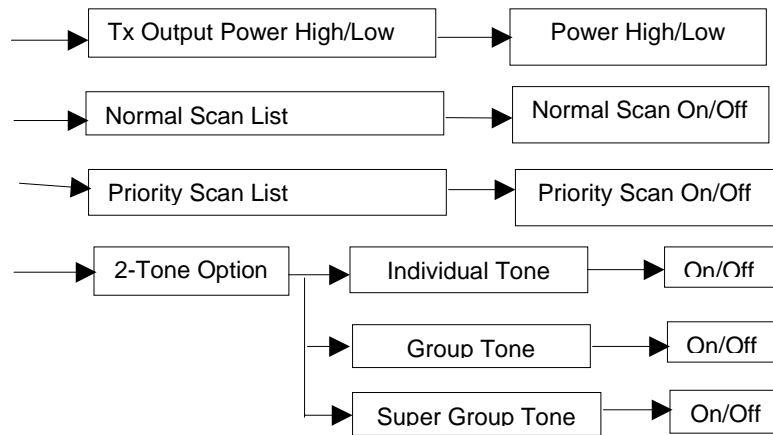 Tx Output Power High/Low
Power High/Low
Normal Scan List
Normal Scan On/Off
Priority Scan List
Priority Scan On/Off
2-Tone Option
Individual Tone
On/Off
Group Tone
On/Off
Super Group Tone
On/Off